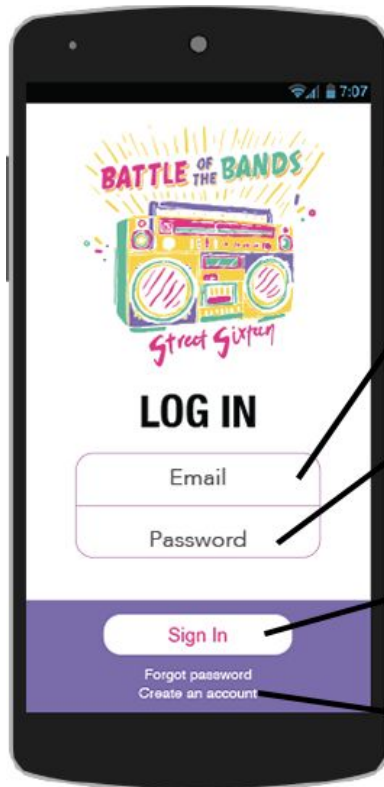 7:07
BATTLE OF THE BANDS
Street Sixteen
LOG IN
Email
Password
Sign In
Forgot password
Create an account